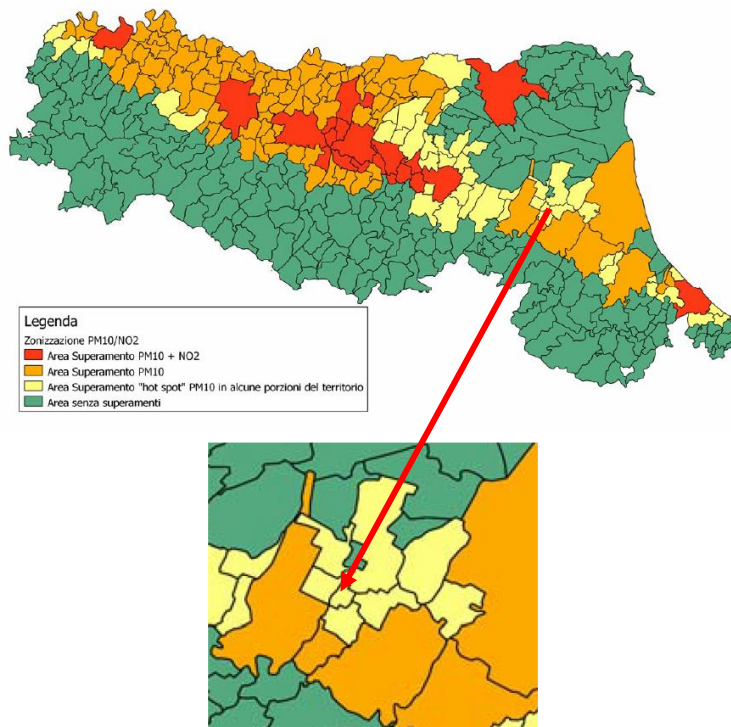 Legenda
Zonizzazione PM10/NO2
Area Superamento PM10 + NO2
Area Superamento PM10
Area Superamento "hot spot" PM10 in alcune porzioni del territorio
Area senza superamenti